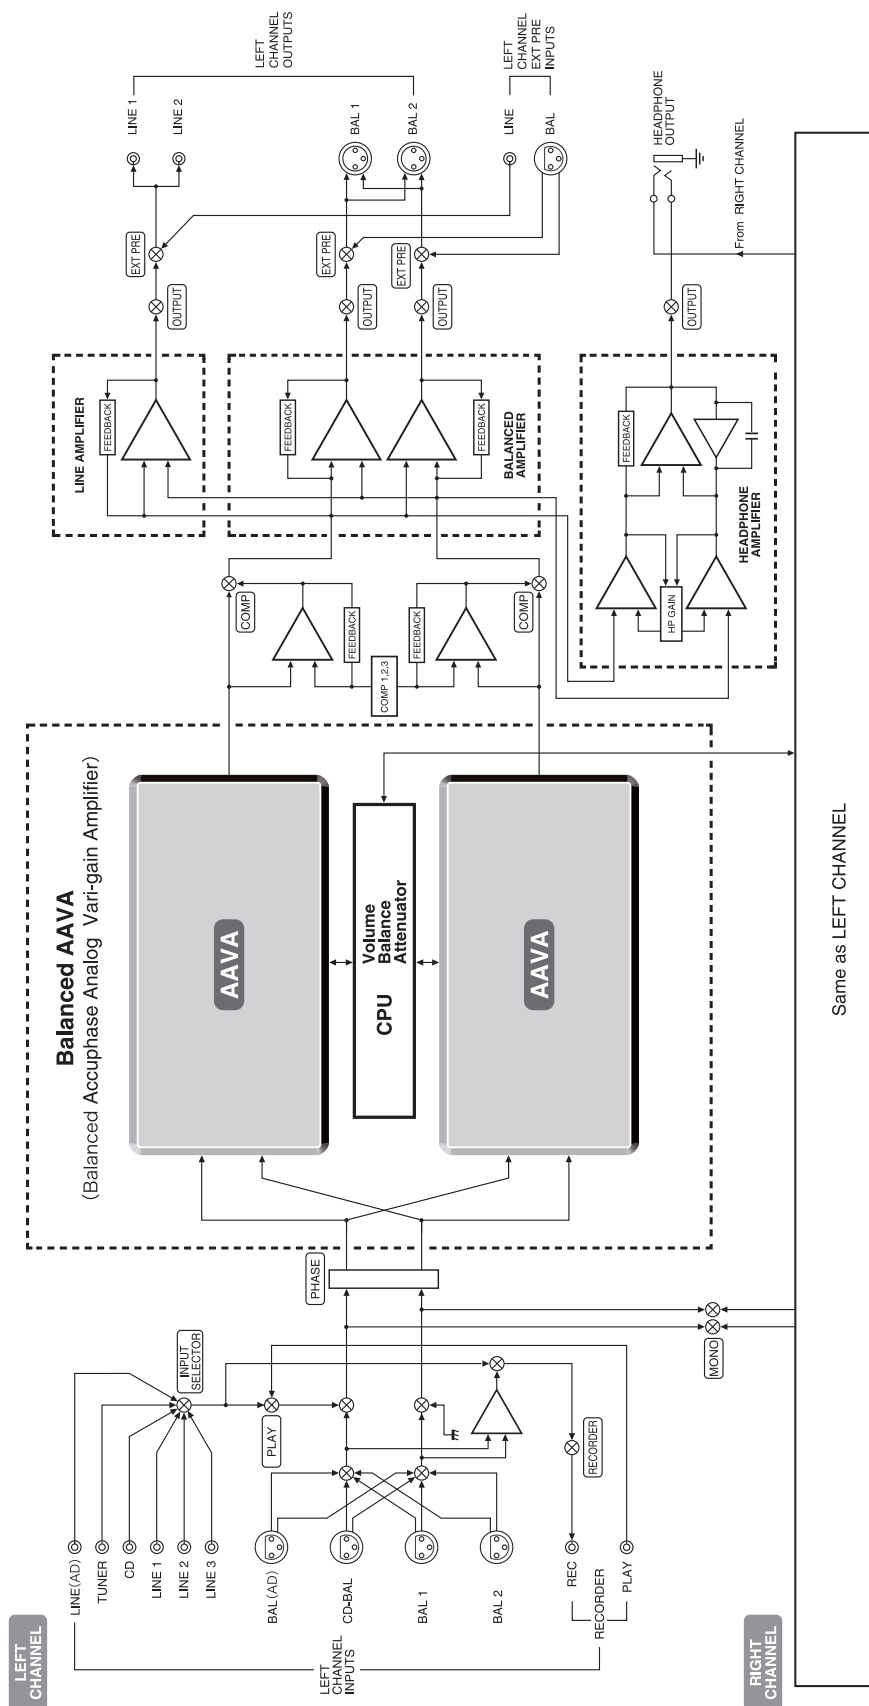 LEFT
CHANNEL
LEFT
CHANNEL
INPUTS
LINE(AD)
TUNER
CD
LINE 1
LINE 2
LINE 3
BAL(AD)
CD-BAL
BAL 1
BAL 2
REC
RECORDER
PLAY
INPUT
SELECTOR
PLAY
RECORDER
MONO
PHASE
Balanced AAVA
(Balanced Accuphase Analog Vari-gain Amplifier)
AAVA
CPU
Volume
Balance
Attenuator
AAVA
COMP
FEEDBACK
COMP 1,2,3
FEEDBACK
COMP
LINE AMPLIFIER
FEEDBACK
FEEDBACK
FEEDBACK
BALANCED
AMPLIFIER
HP GAIN
FEEDBACK
HEADPHONE
AMPLIFIER
OUTPUT
OUTPUT
OUTPUT
OUTPUT
EXT PRE
EXT PRE
EXT PRE
LINE 1
LINE 2
BAL 1
BAL 2
LEFT
CHANNEL
OUTPUTS
LINE
BAL
LEFT
CHANNEL
EXT PRE
INPUTS
HEADPHONE
OUTPUT
From RIGHT CHANNEL
RIGHT
CHANNEL
Same as LEFT CHANNEL